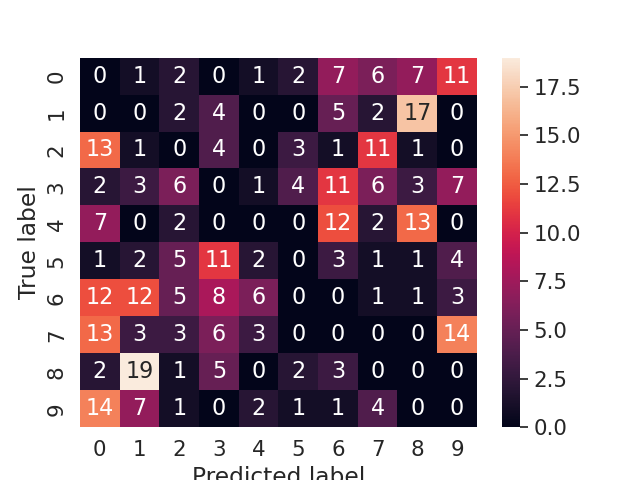 0 0 1 2 0 1 2 7 6 7 11
1 0 0 2 4 0 0 5 2 17 0
2 13 1 0 4 0 3 1 11 1 0
3 2 3 6 0 1 4 11 6 3 7
4 7 0 2 0 0 0 12 2 13 0
5 1 2 5 11 2 0 3 1 1 4
6 12 12 5 8 6 0 0 1 1 3
7 13 3 3 6 3 0 0 0 0 14
8 2 19 1 5 0 2 3 0 0 0
9 14 7 1 0 2 1 1 4 0 0
0 1 2 3 4 5 6 7 8 9
True label
Predicted label
17.5
15.0
12.5
10.0
7.5
5.0
2.5
0.0